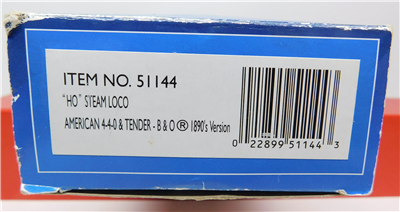 ITEM NO. 51144
"HO" STEAM LOCO
AMERICAN 4-4-0 & TENDER - B & O ® 1890's Version
0 22899 51144 3